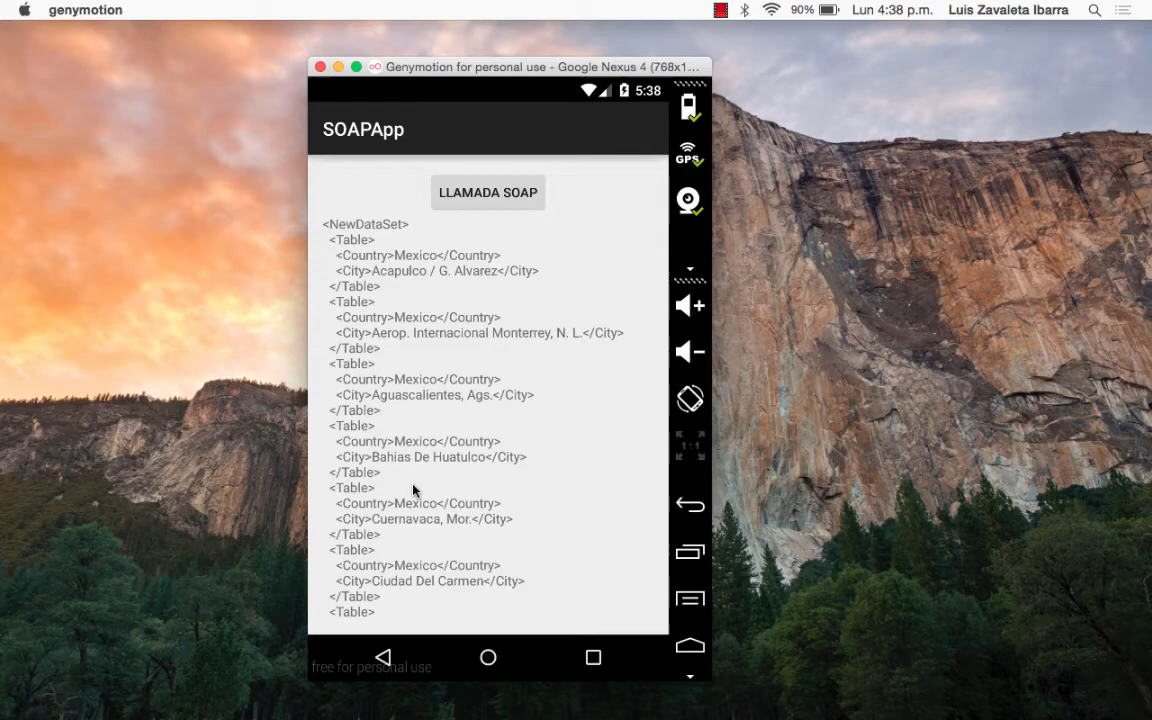 genymotion
90%
Lun 4:38 p.m.
Luis Zavaleta Ibarra
Genymotion for personal use - Google Nexus 4 (768x1...
5:38
SOAPApp
GPS
LLAMADA SOAP
<NewDataSet>
<Table>
<Country>Mexico</Country>
<City>Acapulco / G. Alvarez</City>
</Table>
<Table>
<Country>Mexico</Country>
<City>Aerop. Internacional Monterrey, N. L.</City>
</Table>
<Table>
<Country>Mexico</Country>
<City>Aguascalientes, Ags.</City>
</Table>
<Table>
<Country>Mexico</Country>
<City>Bahias De Huatulco</City>
</Table>
<Table>
<Country>Mexico</Country>
<City>Cuernavaca, Mor.</City>
</Table>
<Table>
<Country>Mexico</Country>
<City>Ciudad Del Carmen</City>
</Table>
<Table>
1:1
free for personal use